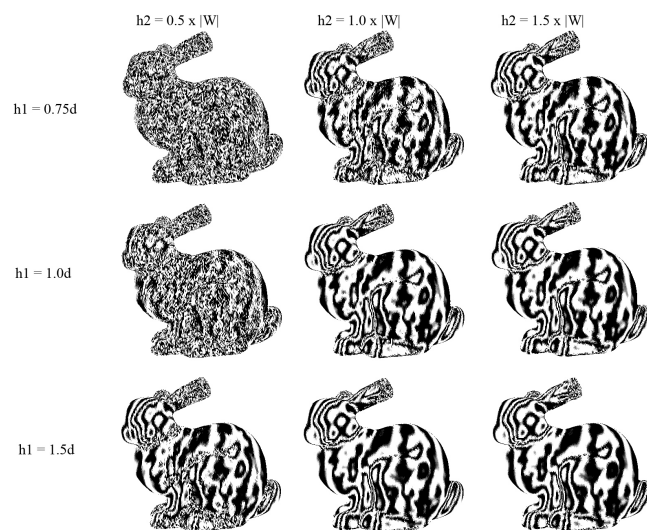 h2 = 0.5 x |W| h2 = 1.0 x |W| h2 = 1.5 x |W|
h1 = 0.75d
h1 = 1.0d
h1 = 1.5d